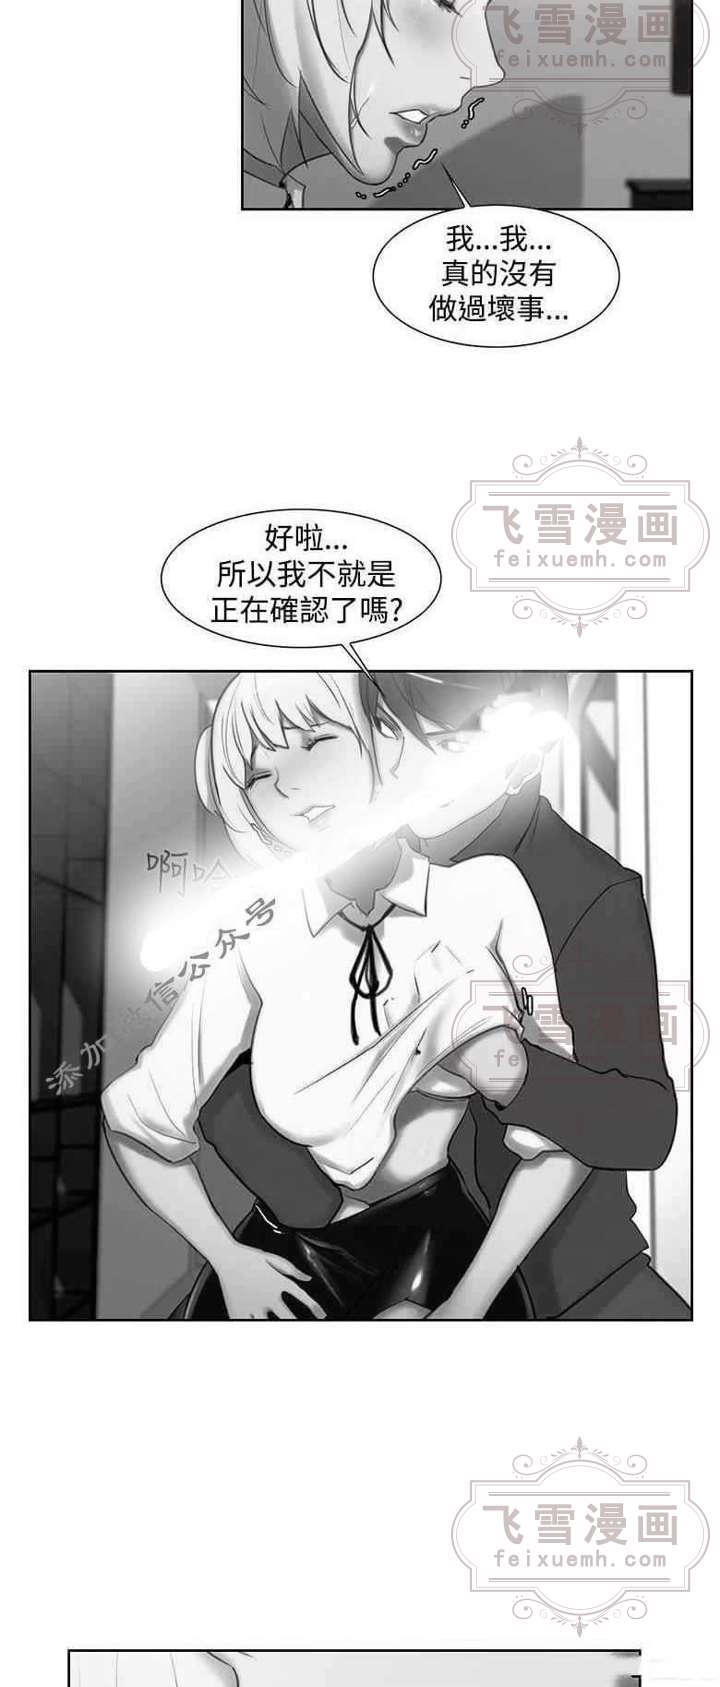 飞雪漫画
feixuemh.com
我...我...
真的沒有
做過壞事...
飞雪漫画
feixuemh.com
好啦...
所以我不就是
正在確認了嗎?
啊哈
添加微信公众号
飞雪漫画
feixuemh.com
飞雪漫画
feixuemh.com